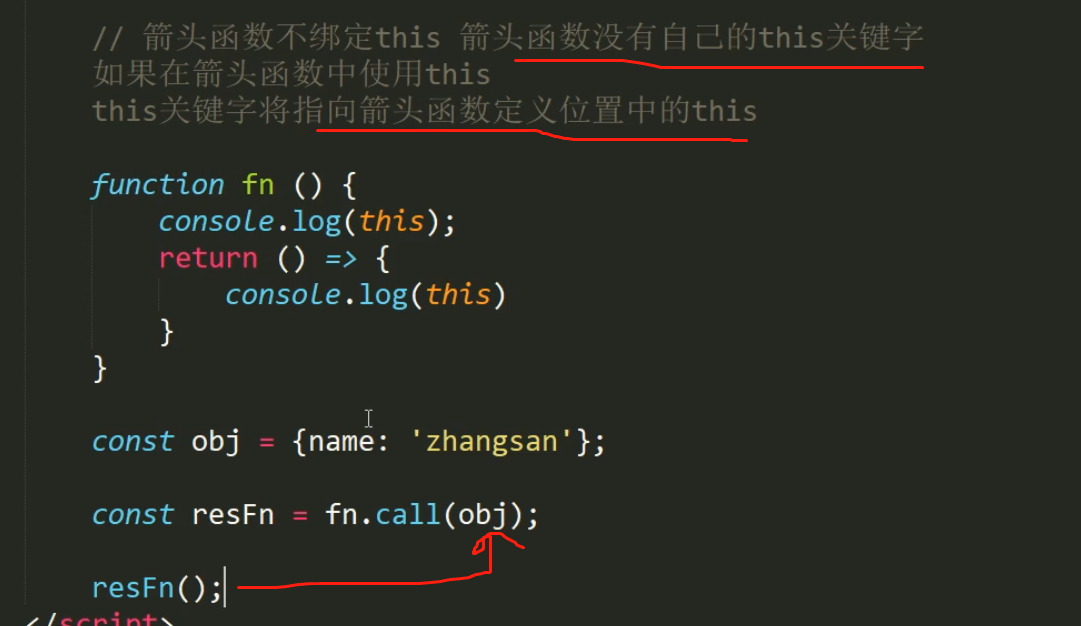 // 箭头函数不绑定this 箭头函数没有自己的this关键字
如果在箭头函数中使用this
this关键字将指向箭头函数定义位置中的this
function fn () {
console.log(this);
return () => {
console.log(this)
}
}
const obj = {name: 'zhangsan'};
const resFn = fn.call(obj);
resFn();
</script>